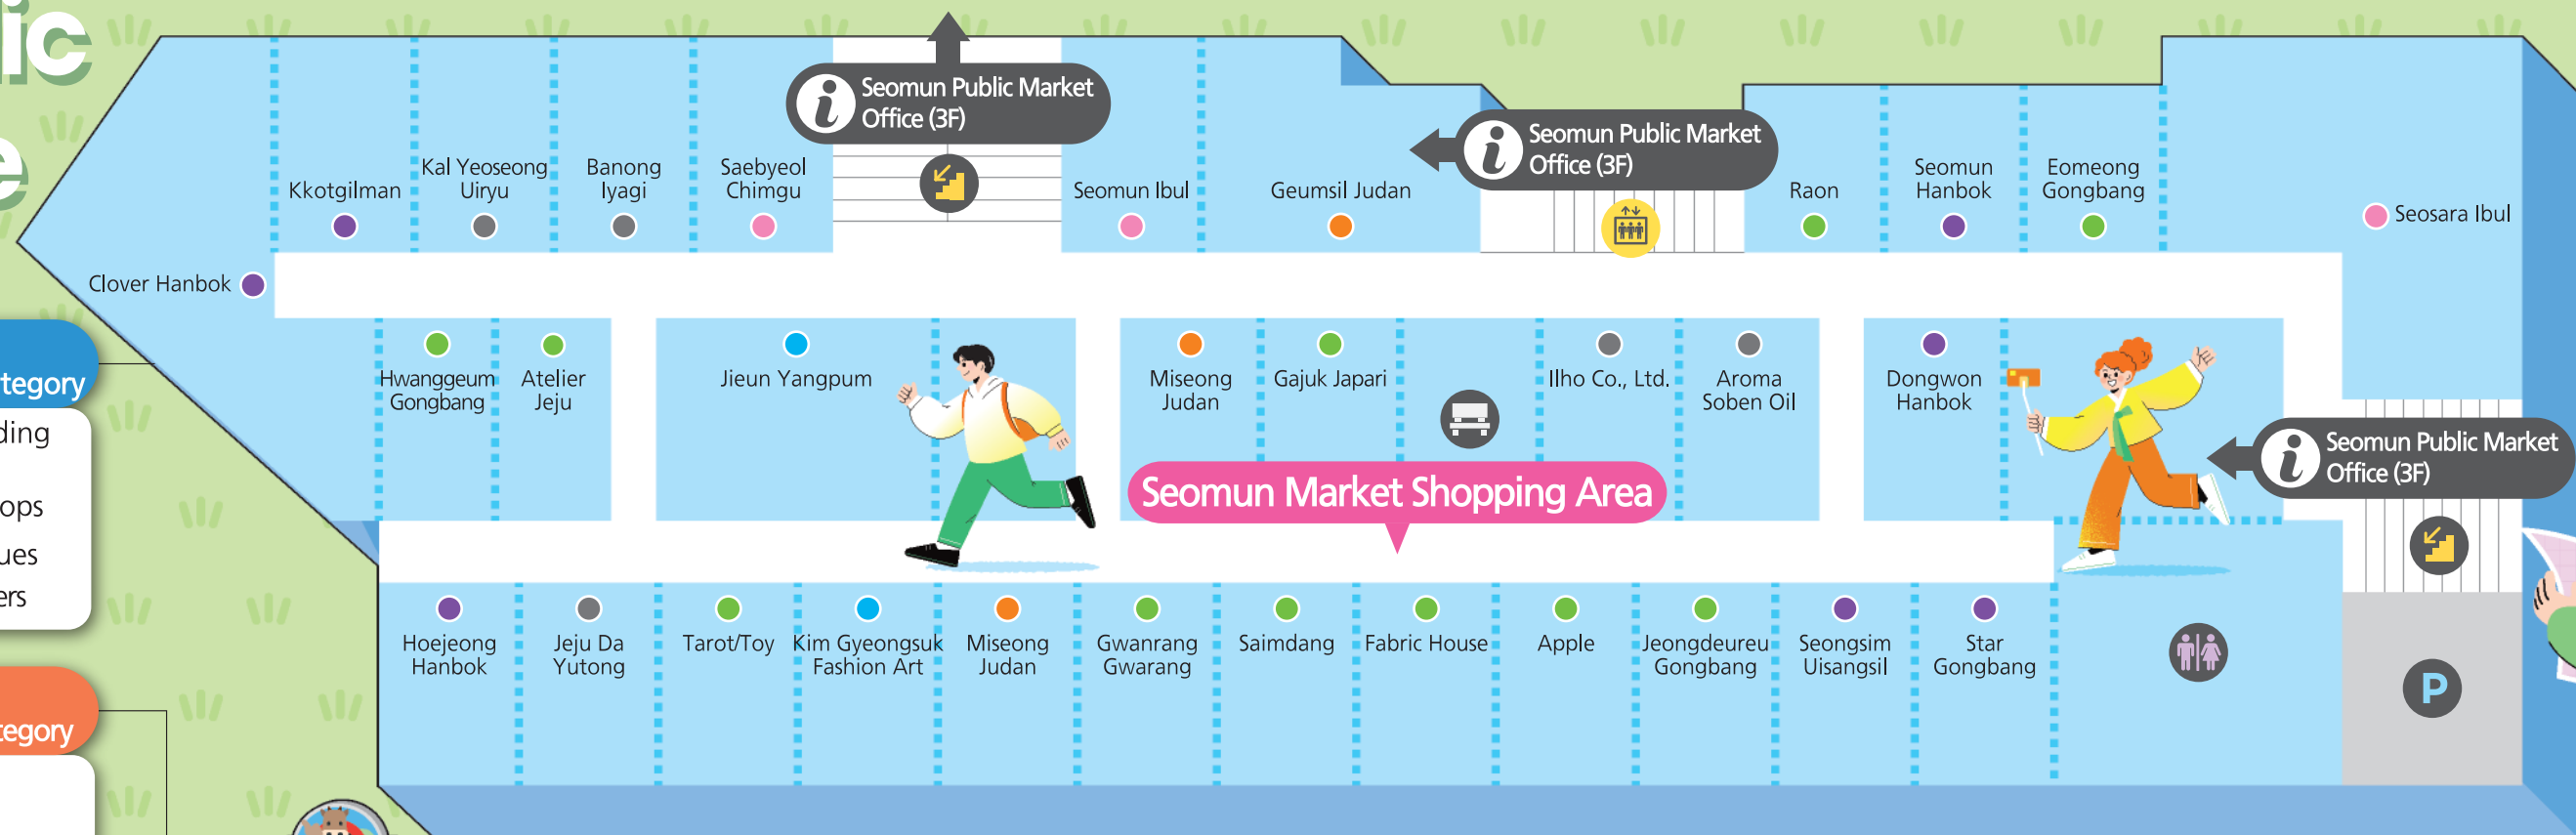 ic
e
Seomun Public Market
Office (3F)
Seomun Public Market
Office (3F)
Kkotgilman
Kal Yeoseong
Uiryu
Banong
Iyagi
Saebyeol
Chimgu
Seomun Ibul
Geumsil Judan
Raon
Seomun
Hanbok
Eomeong
Gongbang
Seosara Ibul
Clover Hanbok
Hwanggeum
Gongbang
Atelier
Jeju
Jieun Yangpum
Miseong
Judan
Gajuk Japari
Ilho Co., Ltd.
Aroma
Soben Oil
Dongwon
Hanbok
Seomun Public Market
Office (3F)
Seomun Market Shopping Area
tegory
ding
ops
ues
ers
Hoejeong
Hanbok
Jeju Da
Yutong
Tarot/Toy
Kim Gyeongsuk
Fashion Art
Miseong
Judan
Gwanrang
Gwarang
Saimdang
Fabric House
Apple
Jeongdeureu
Gongbang
Seongsim
Uisangsil
Star
Gongbang
P
tegory